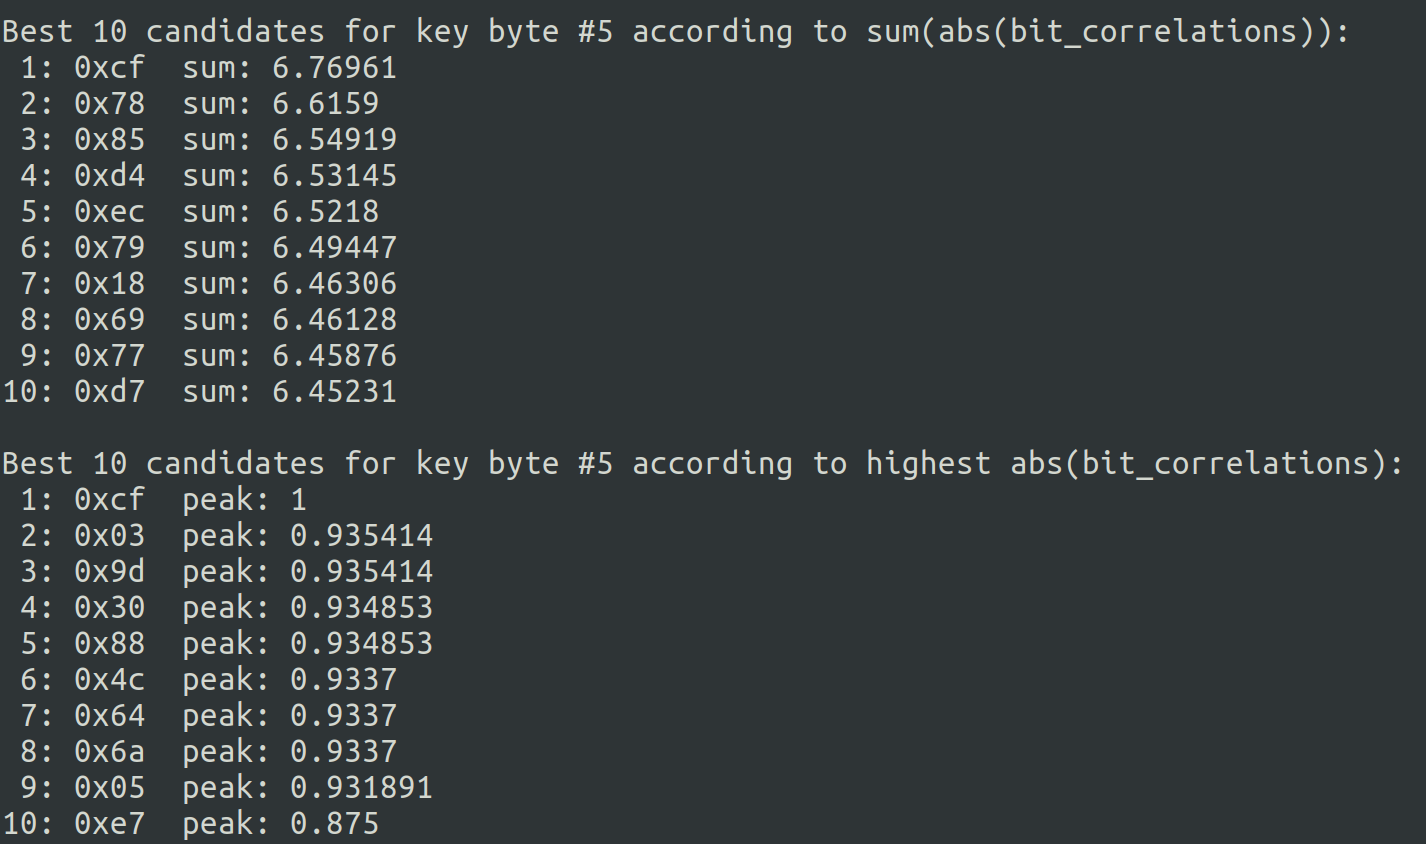 Best 10 candidates for key byte #5 according to sum(abs(bit_correlations)):
 1: 0xcf  sum: 6.76961
 2: 0x78  sum: 6.6159
 3: 0x85  sum: 6.54919
 4: 0xd4  sum: 6.53145
 5: 0xec  sum: 6.5218
 6: 0x79  sum: 6.49447
 7: 0x18  sum: 6.46306
 8: 0x69  sum: 6.46128
 9: 0x77  sum: 6.45876
10: 0xd7  sum: 6.45231

Best 10 candidates for key byte #5 according to highest abs(bit_correlations):
 1: 0xcf  peak: 1
 2: 0x03  peak: 0.935414
 3: 0x9d  peak: 0.935414
 4: 0x30  peak: 0.934853
 5: 0x88  peak: 0.934853
 6: 0x4c  peak: 0.9337
 7: 0x64  peak: 0.9337
 8: 0x6a  peak: 0.9337
 9: 0x05  peak: 0.931891
10: 0xe7  peak: 0.875